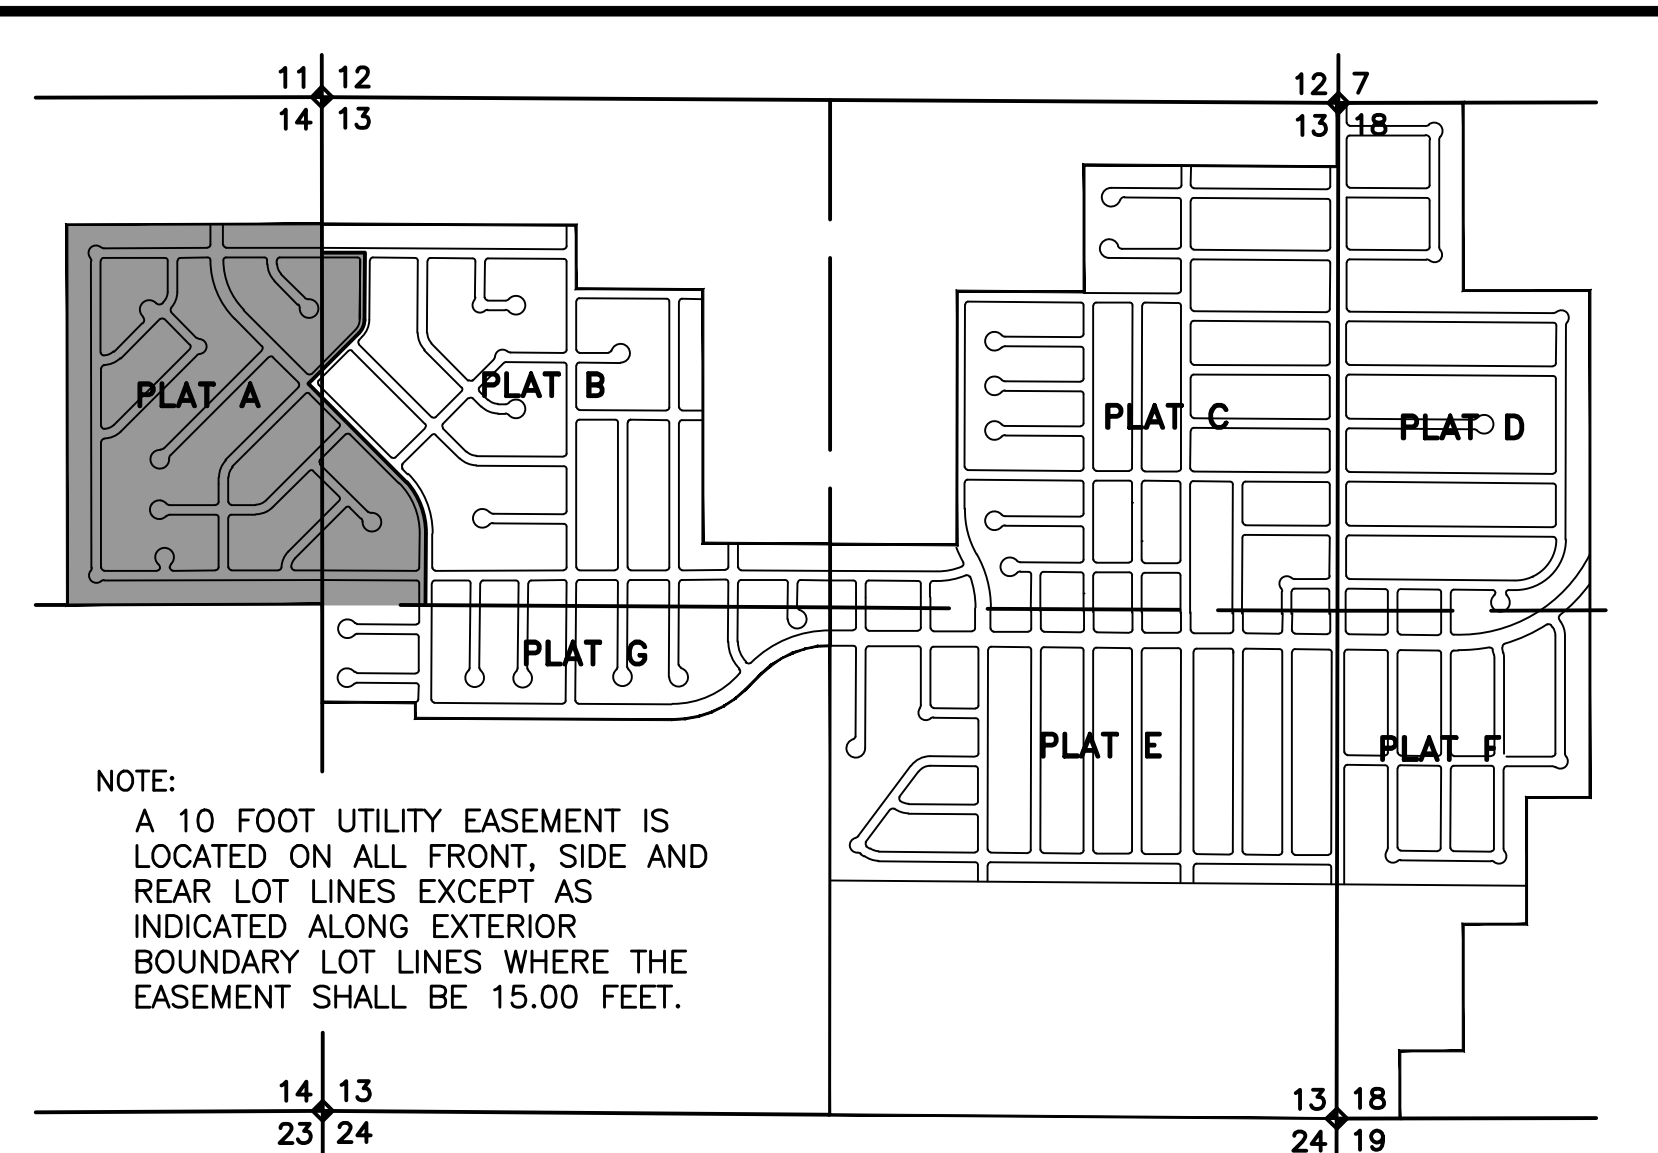 11 12
14 13
12 7
13 18
PLAT A
PLAT B
PLAT C
PLAT D
PLAT G
PLAT E
PLAT F
NOTE:
A 10 FOOT UTILITY EASEMENT IS
LOCATED ON ALL FRONT, SIDE AND
REAR LOT LINES EXCEPT AS
INDICATED ALONG EXTERIOR
BOUNDARY LOT LINES WHERE THE
EASEMENT SHALL BE 15.00 FEET.
14 13
23 24
13 18
24 19